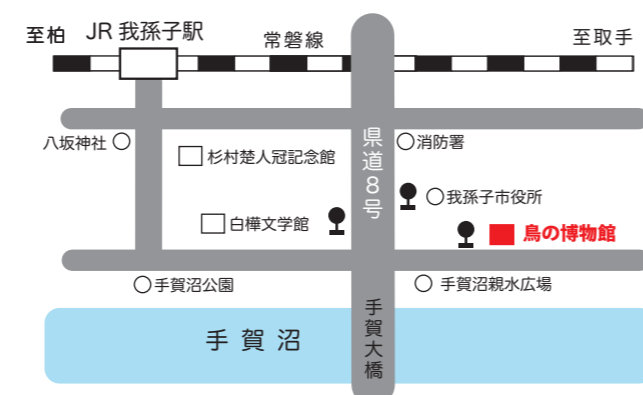 至柏
JR 我孫子駅
常磐線
至取手
八坂神社
杉村楚人冠記念館
県道8号
消防署
我孫子市役所
白樺文学館
鳥の博物館
手賀沼公園
手賀沼親水広場
手賀沼
手賀大橋